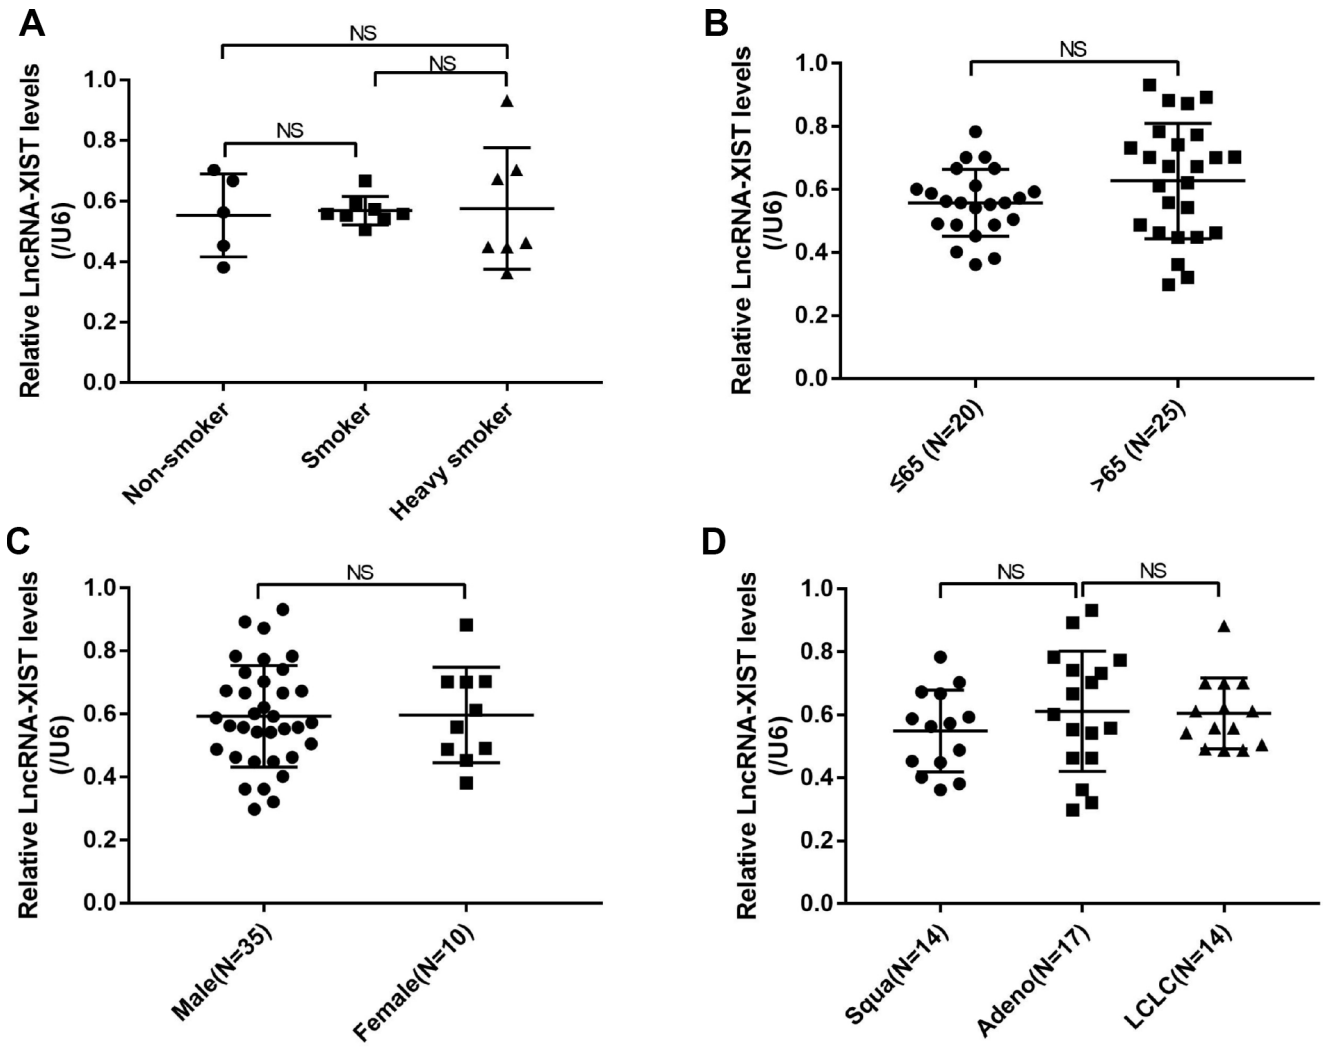 A
Relative LncRNA-XIST levels
(/U6)
NS
NS
NS
1.0
0.8
0.6
0.4
0.2
0.0
Non-smoker
Smoker
Heavy smoker
B
Relative LncRNA-XIST levels
(/U6)
NS
1.0
0.8
0.6
0.4
0.2
0.0
≤65 (N=20)
>65 (N=25)
C
Relative LncRNA-XIST levels
(/U6)
NS
1.0
0.8
0.6
0.4
0.2
0.0
Male(N=35)
Female(N=10)
D
Relative LncRNA-XIST levels
(/U6)
NS
NS
1.0
0.8
0.6
0.4
0.2
0.0
Squa(N=14)
Adeno(N=17)
LCLC(N=14)